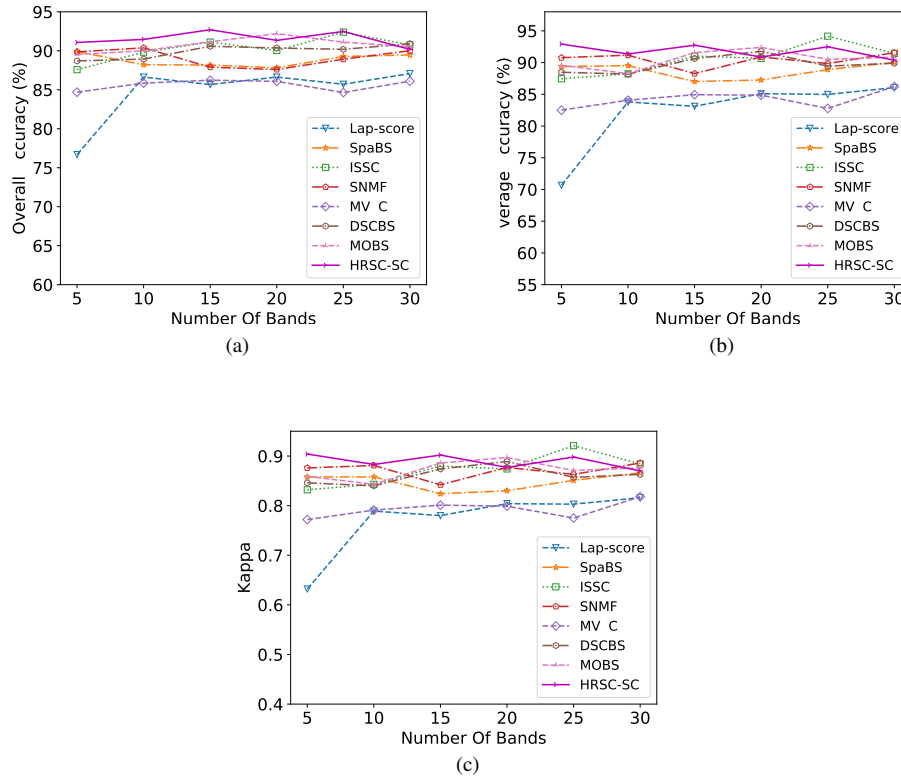 95
90
85
80
75
70
65
60
Overall ccuracy (%)
5 10 15 20 25 30
Number Of Bands
Lap-score
SpaBS
ISSC
SNMF
MV C
DSCBS
MOBS
HRSC-SC
(a)
95
90
85
80
75
70
65
60
55
verage ccuracy (%)
5 10 15 20 25 30
Number Of Bands
Lap-score
SpaBS
ISSC
SNMF
MV C
DSCBS
MOBS
HRSC-SC
(b)
0.9
0.8
0.7
0.6
0.5
0.4
Kappa
5 10 15 20 25 30
Number Of Bands
Lap-score
SpaBS
ISSC
SNMF
MV C
DSCBS
MOBS
HRSC-SC
(c)